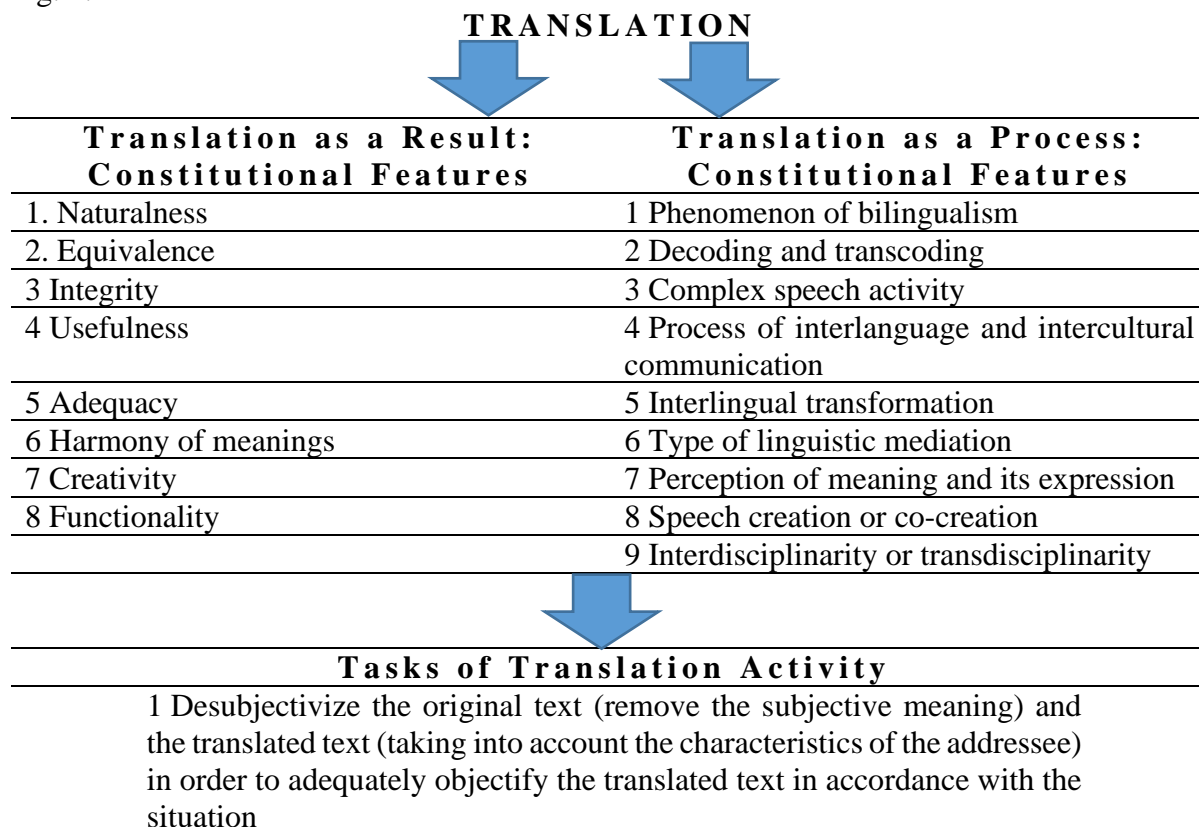 TRANSLATION
Translation as a Result:
Constitutional Features
Translation as a Process:
Constitutional Features
1. Naturalness
1 Phenomenon of bilingualism
2. Equivalence
2 Decoding and transcoding
3 Integrity
3 Complex speech activity
4 Usefulness
4 Process of interlanguage and intercultural
communication
5 Adequacy
5 Interlingual transformation
6 Harmony of meanings
6 Type of linguistic mediation
7 Creativity
7 Perception of meaning and its expression
8 Functionality
8 Speech creation or co-creation
9 Interdisciplinarity or transdisciplinarity
Tasks of Translation Activity
1 Desubjectivize the original text (remove the subjective meaning) and
the translated text (taking into account the characteristics of the addressee)
in order to adequately objectify the translated text in accordance with the
situation